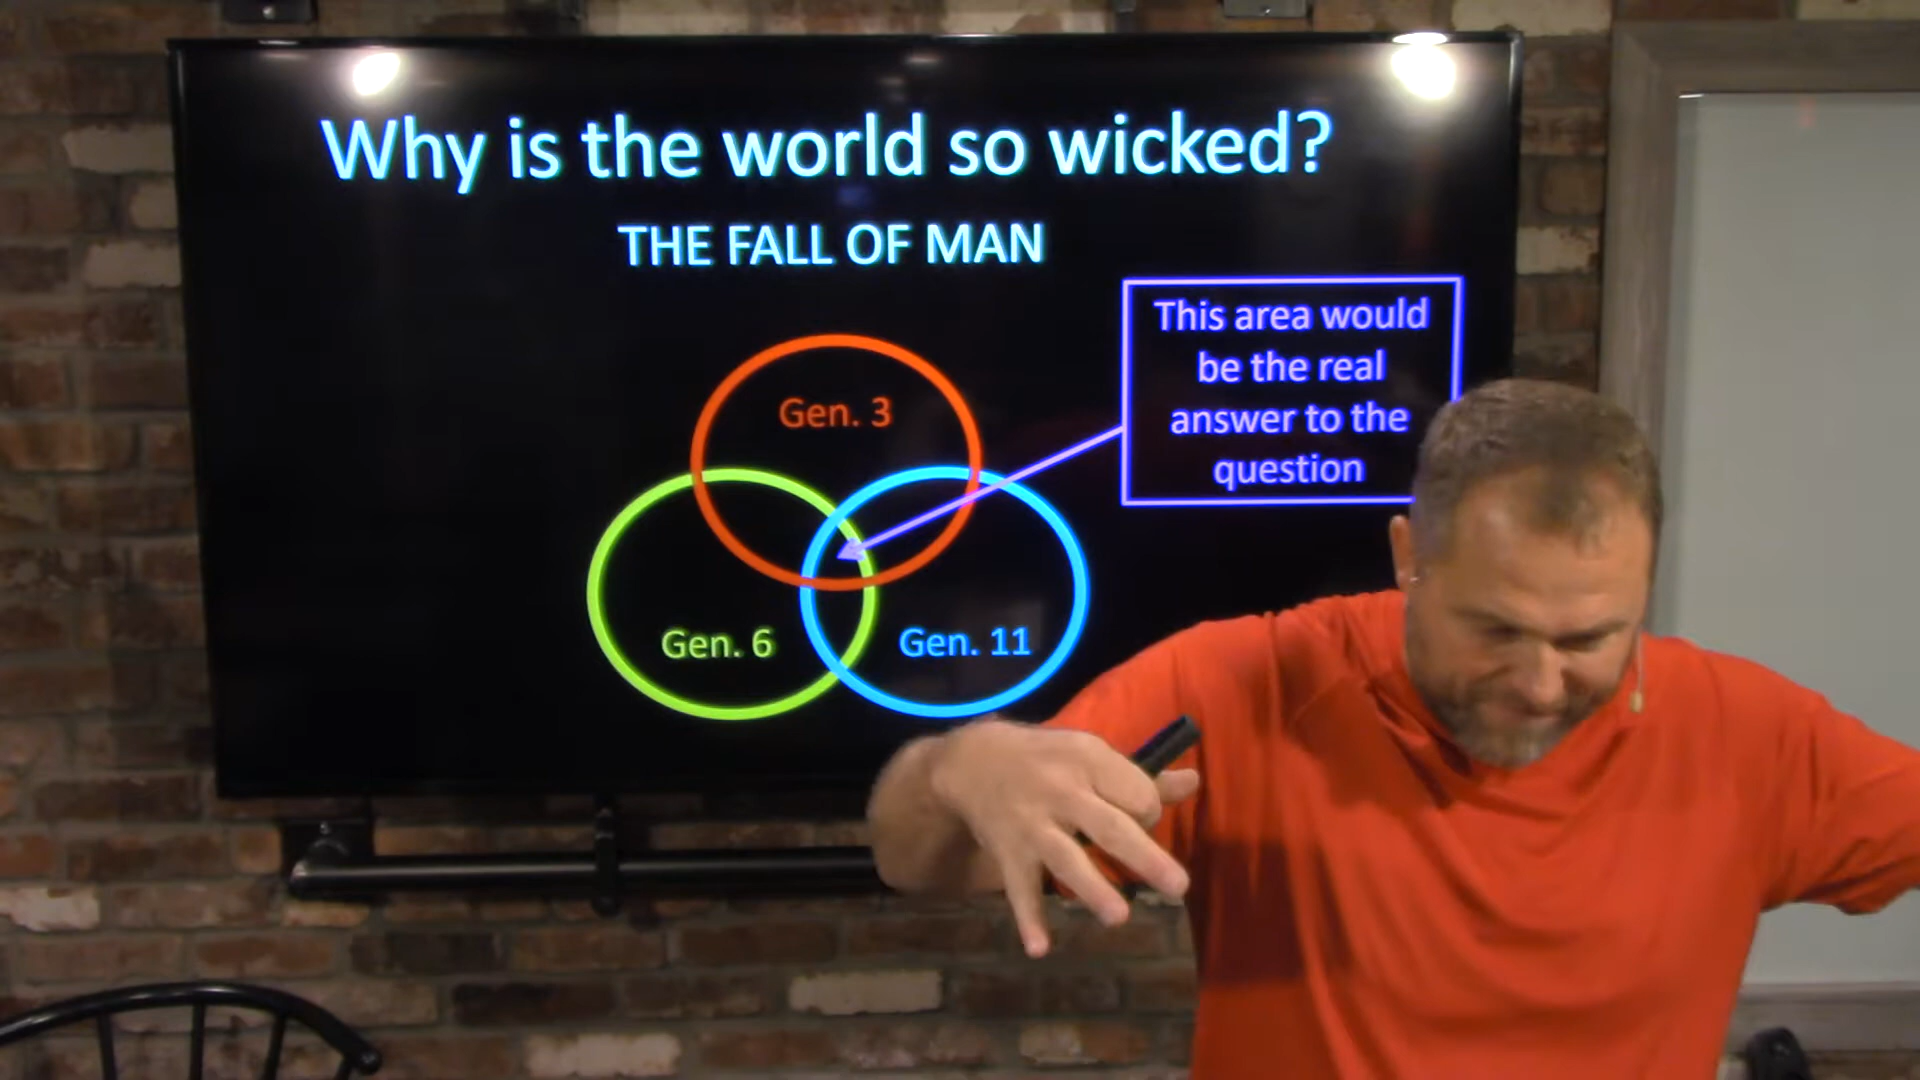 Why is the world so wicked?
THE FALL OF MAN
This area would
be the real
answer to the
question
Gen. 3
Gen. 6
Gen. 11